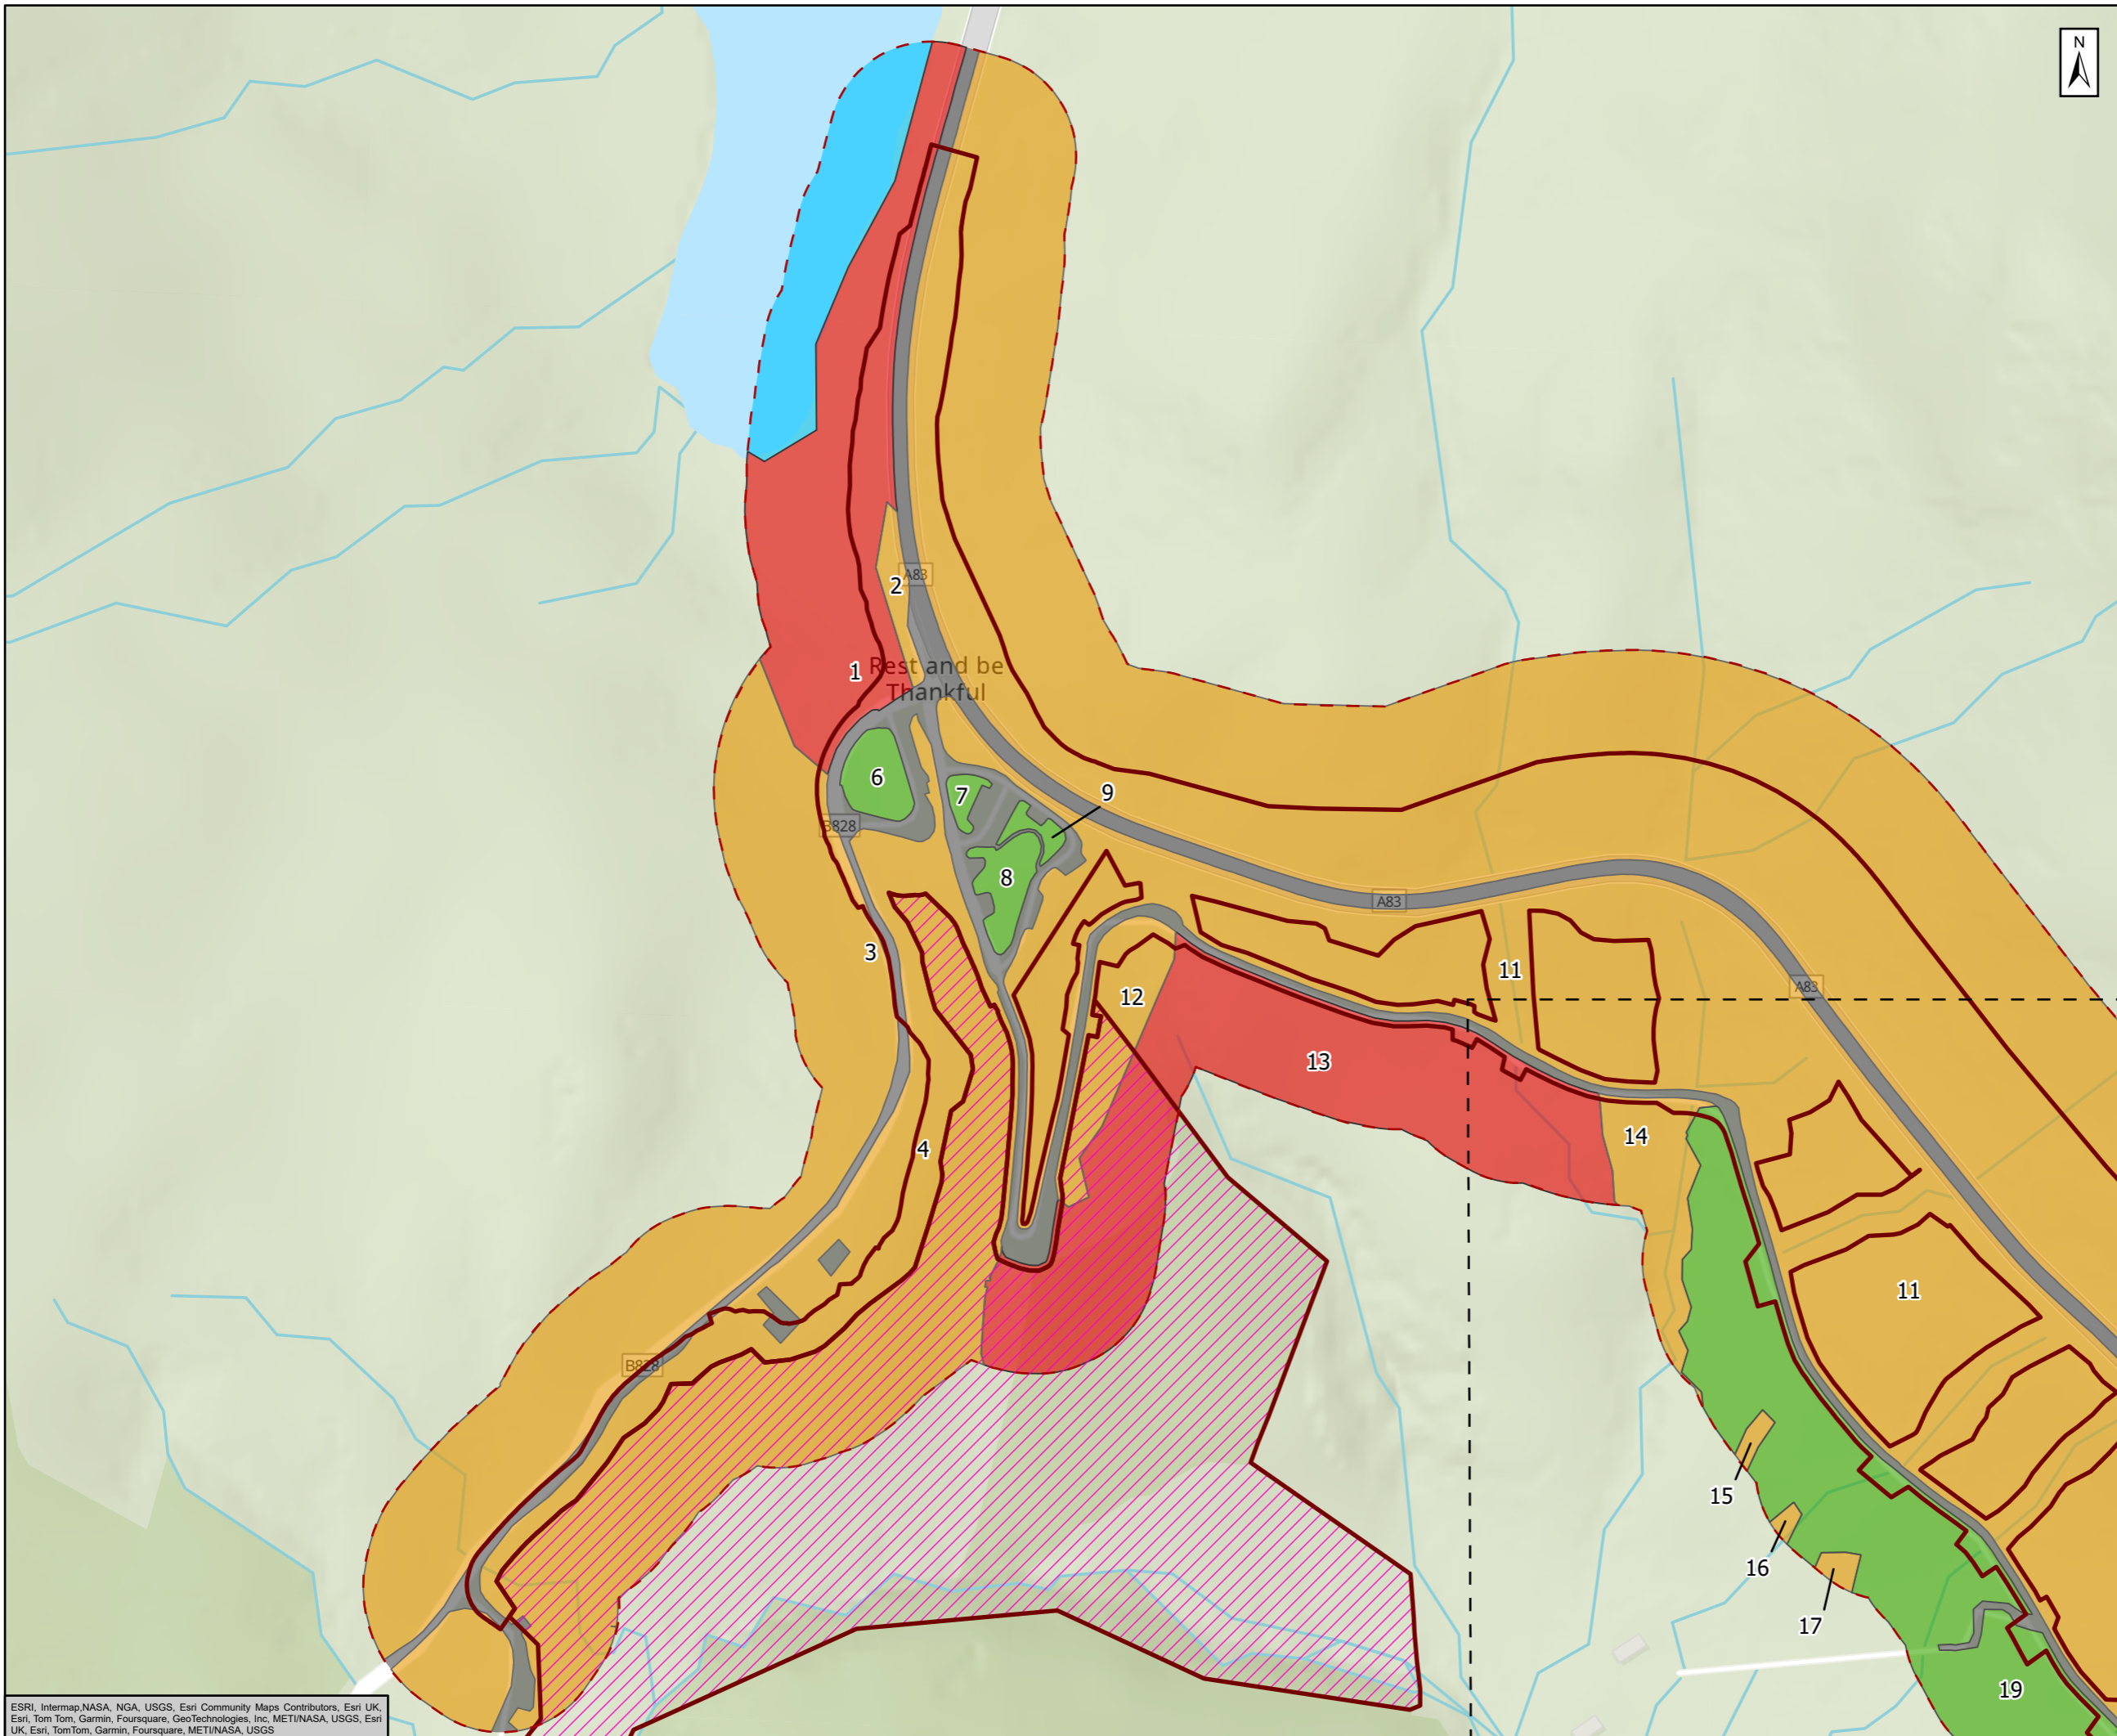 N
A83
2
1
Rest and be
Thankful
6
7
9
B828
8
A83
3
11
12
A83
13
14
4
11
B828
15
16
17
19
ESRI, Intermap,NASA, NGA, USGS, Esri Community Maps Contributors, Esri UK,
Esri, Tom Tom, Garmin, Foursquare, GeoTechnologies, Inc, METI/NASA, USGS, Esri
UK, Esri, TomTom, Garmin, Foursquare, METI/NASA, USGS